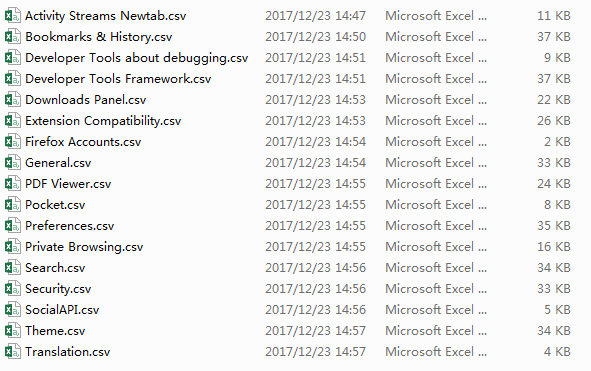 Activity Streams Newtab.csv 2017/12/23 14:47 Microsoft Excel ... 11 KB
Bookmarks & History.csv 2017/12/23 14:50 Microsoft Excel ... 37 KB
Developer Tools about debugging.csv 2017/12/23 14:51 Microsoft Excel ... 9 KB
Developer Tools Framework.csv 2017/12/23 14:51 Microsoft Excel ... 37 KB
Downloads Panel.csv 2017/12/23 14:53 Microsoft Excel ... 22 KB
Extension Compatibility.csv 2017/12/23 14:53 Microsoft Excel ... 26 KB
Firefox Accounts.csv 2017/12/23 14:54 Microsoft Excel ... 2 KB
General.csv 2017/12/23 14:54 Microsoft Excel ... 33 KB
PDF Viewer.csv 2017/12/23 14:55 Microsoft Excel ... 24 KB
Pocket.csv 2017/12/23 14:55 Microsoft Excel ... 8 KB
Preferences.csv 2017/12/23 14:55 Microsoft Excel ... 35 KB
Private Browsing.csv 2017/12/23 14:55 Microsoft Excel ... 16 KB
Search.csv 2017/12/23 14:56 Microsoft Excel ... 34 KB
Security.csv 2017/12/23 14:56 Microsoft Excel ... 33 KB
SocialAPI.csv 2017/12/23 14:56 Microsoft Excel ... 5 KB
Theme.csv 2017/12/23 14:57 Microsoft Excel ... 34 KB
Translation.csv 2017/12/23 14:57 Microsoft Excel ... 4 KB